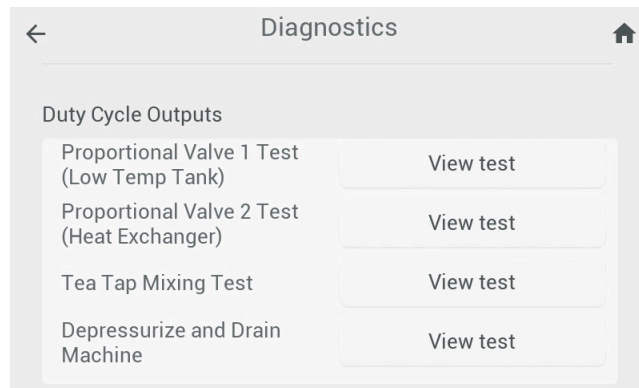 Diagnostics
Duty Cycle Outputs
Proportional Valve 1 Test
(Low Temp Tank)
View test
Proportional Valve 2 Test
(Heat Exchanger)
View test
Tea Tap Mixing Test
View test
Depressurize and Drain
Machine
View test